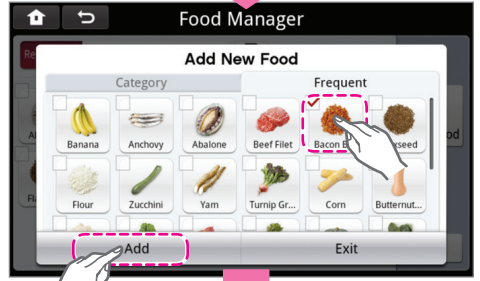 Food Manager
Add New Food
Category Frequent
Banana Anchovy Abalone Beef Filet Bacon B
Flour Zucchini Yam Turnip Gr... Corn Butternut...
Add Exit